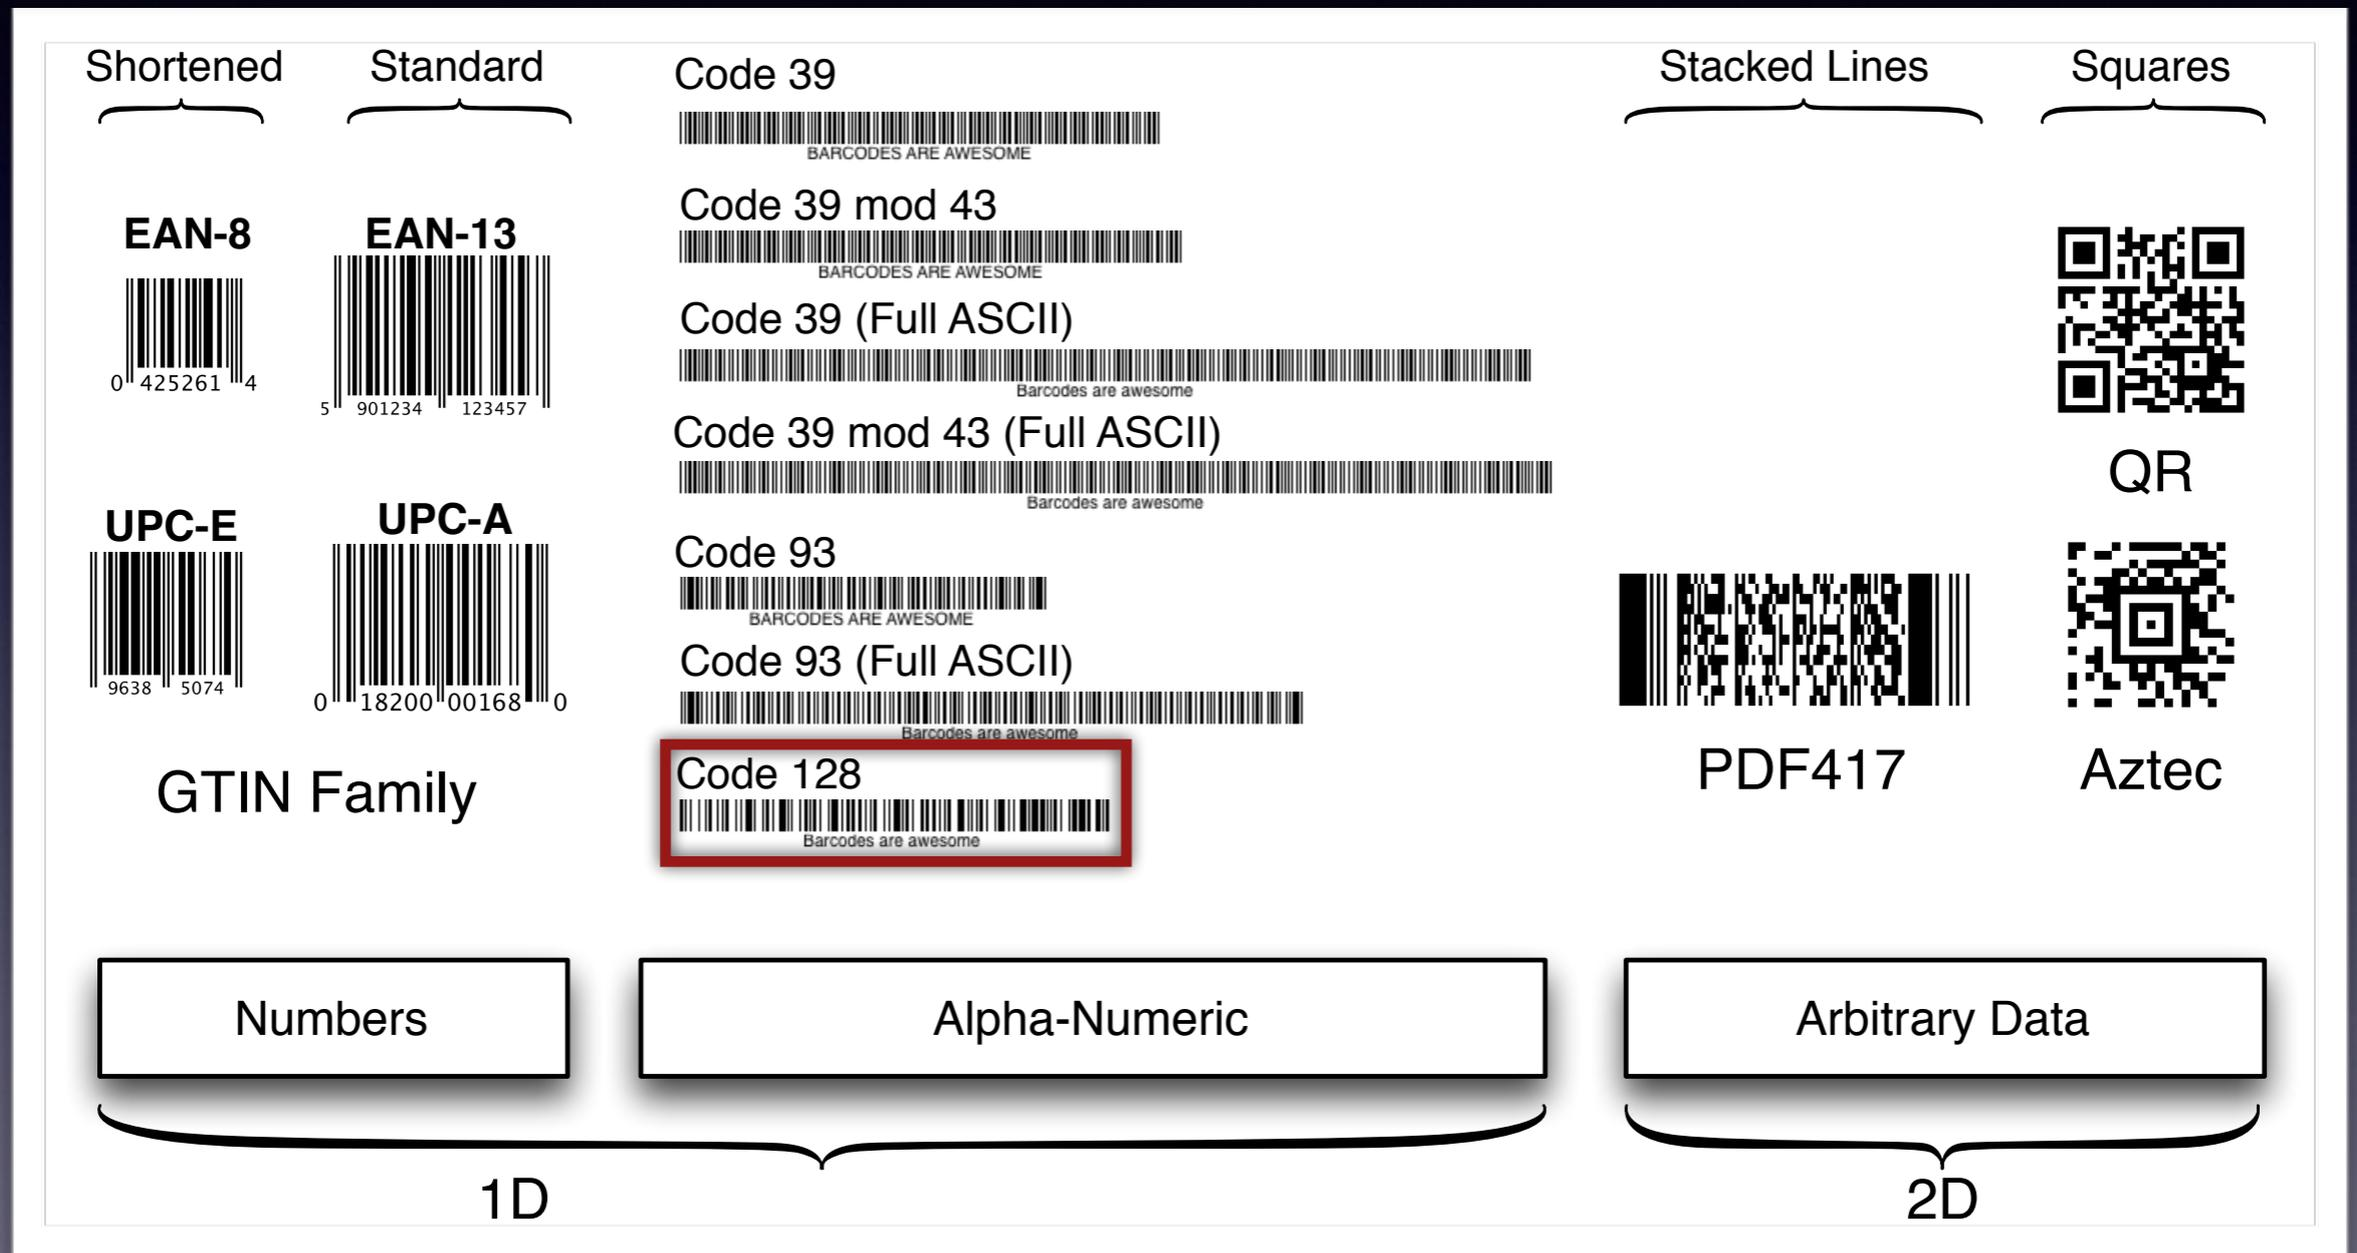 Shortened
Standard
Code 39
BARCODES ARE AWESOME
Code 39 mod 43
BARCODES ARE AWESOME
Code 39 (Full ASCII)
Barcodes are awesome
Code 39 mod 43 (Full ASCII)
Barcodes are awesome
Code 93
BARCODES ARE AWESOME
Code 93 (Full ASCII)
Barcodes are awesome
Code 128
Barcodes are awesome
EAN-8
0 425261 4
EAN-13
5 901234 123457
UPC-E
9638 5074
UPC-A
0 18200 00168 0
GTIN Family
Stacked Lines
Squares
QR
PDF417
Aztec
Numbers
Alpha-Numeric
Arbitrary Data
1D
2D